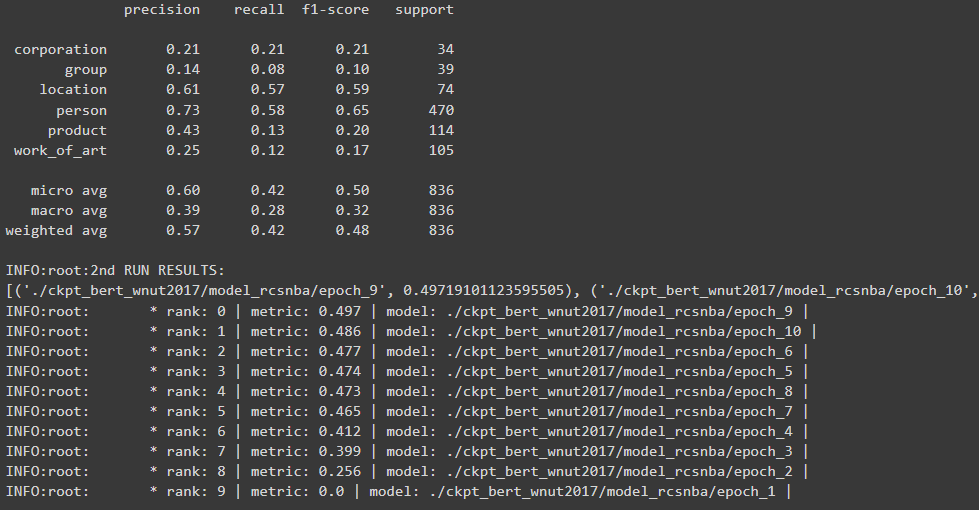 precision recall f1-score support
corporation 0.21 0.21 0.21 34
group 0.14 0.08 0.10 39
location 0.61 0.57 0.59 74
person 0.73 0.58 0.65 470
product 0.43 0.13 0.20 114
work_of_art 0.25 0.12 0.17 105
micro avg 0.60 0.42 0.50 836
macro avg 0.39 0.28 0.32 836
weighted avg 0.57 0.42 0.48 836
INFO:root:2nd RUN RESULTS:
[('./ckpt_bert_wnut2017/model_rcsnba/epoch_9', 0.49719101123595505), ('./ckpt_bert_wnut2017/model_rcsnba/epoch_10',
INFO:root: * rank: 0 | metric: 0.497 | model: ./ckpt_bert_wnut2017/model_rcsnba/epoch_9 |
INFO:root: * rank: 1 | metric: 0.486 | model: ./ckpt_bert_wnut2017/model_rcsnba/epoch_10 |
INFO:root: * rank: 2 | metric: 0.477 | model: ./ckpt_bert_wnut2017/model_rcsnba/epoch_6 |
INFO:root: * rank: 3 | metric: 0.474 | model: ./ckpt_bert_wnut2017/model_rcsnba/epoch_5 |
INFO:root: * rank: 4 | metric: 0.473 | model: ./ckpt_bert_wnut2017/model_rcsnba/epoch_8 |
INFO:root: * rank: 5 | metric: 0.465 | model: ./ckpt_bert_wnut2017/model_rcsnba/epoch_7 |
INFO:root: * rank: 6 | metric: 0.412 | model: ./ckpt_bert_wnut2017/model_rcsnba/epoch_4 |
INFO:root: * rank: 7 | metric: 0.399 | model: ./ckpt_bert_wnut2017/model_rcsnba/epoch_3 |
INFO:root: * rank: 8 | metric: 0.256 | model: ./ckpt_bert_wnut2017/model_rcsnba/epoch_2 |
INFO:root: * rank: 9 | metric: 0.0 | model: ./ckpt_bert_wnut2017/model_rcsnba/epoch_1 |